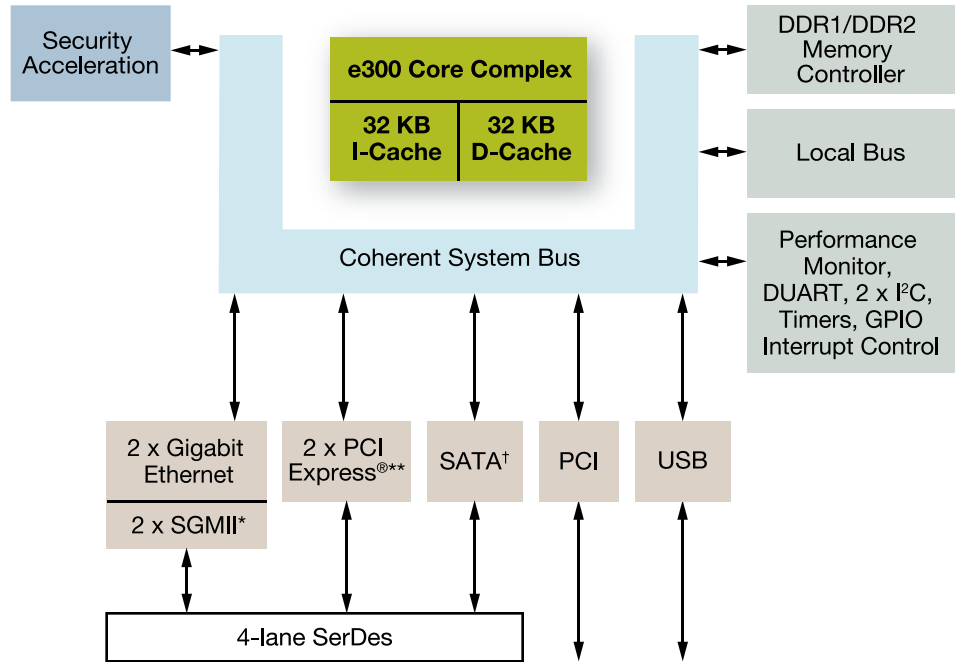 Security
Acceleration
e300 Core Complex
32 KB
I-Cache
32 KB
D-Cache
DDR1/DDR2
Memory
Controller
Local Bus
Coherent System Bus
Performance
Monitor,
DUART, 2 x I²C,
Timers, GPIO
Interrupt Control
2 x Gigabit
Ethernet
2 x SGMII*
2 x PCI
Express®**
SATA†
PCI
USB
4-lane SerDes